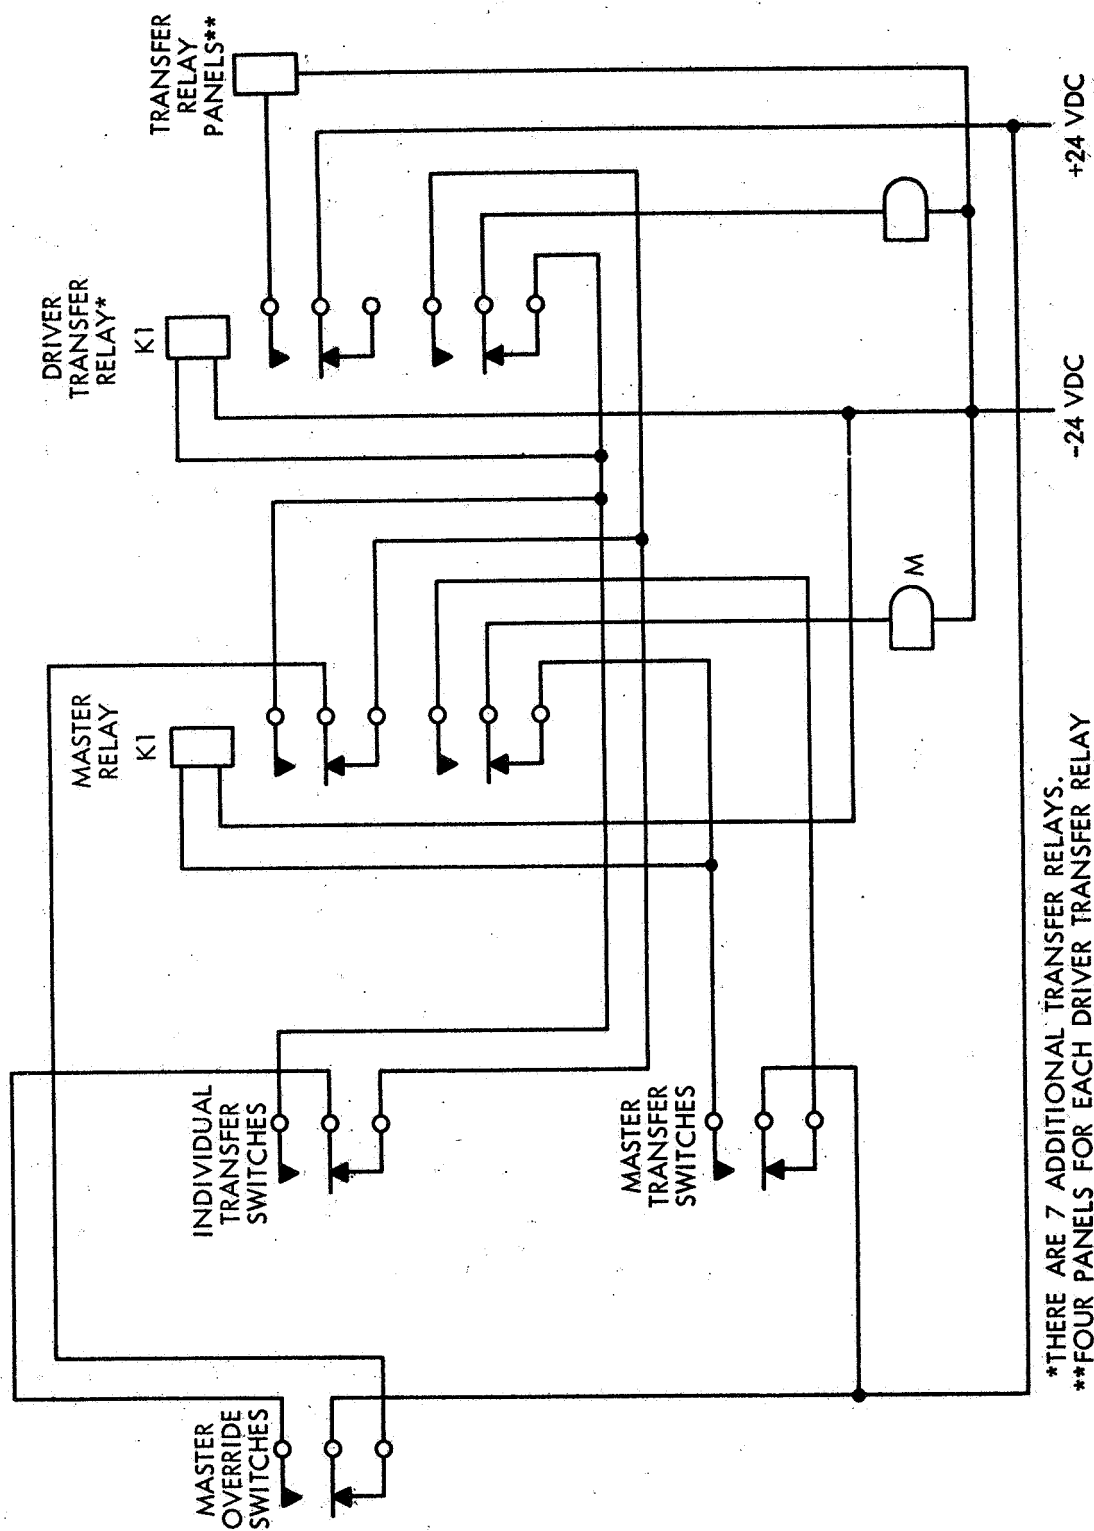 MASTER
OVERRIDE
SWITCHES
INDIVIDUAL
TRANSFER
SWITCHES
MASTER
TRANSFER
SWITCHES
MASTER
RELAY
K1
DRIVER
TRANSFER
RELAY*
K1
TRANSFER
RELAY
PANELS**
M
-24 VDC
+24 VDC
*THERE ARE 7 ADDITIONAL TRANSFER RELAYS.
**FOUR PANELS FOR EACH DRIVER TRANSFER RELAY